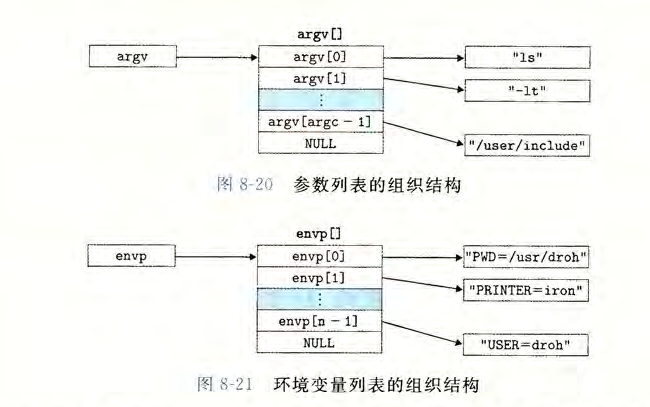 argv[]
argv
argv[0]
"ls"
argv[1]
"-lt"
⋮
argv[argc - 1]
NULL
"/user/include"
图 8-20 参数列表的组织结构
envp[]
envp
envp[0]
"PWD=/usr/droh"
envp[1]
"PRINTER=iron"
⋮
envp[n - 1]
NULL
"USER=droh"
图 8-21 环境变量列表的组织结构